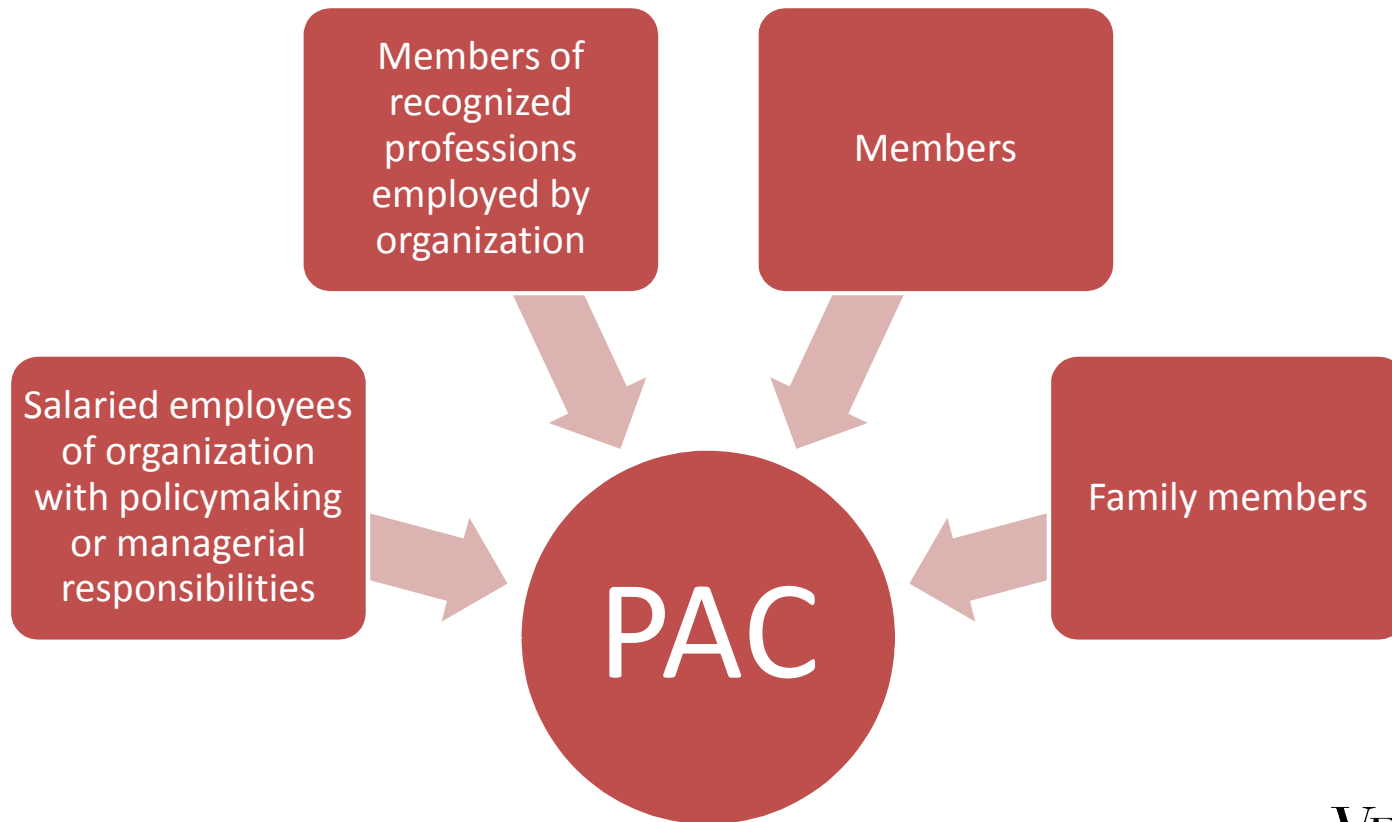 Members of
recognized
professions
employed by
organization
Members
Salaried employees
of organization
with policymaking
or managerial
responsibilities
Family members
PAC